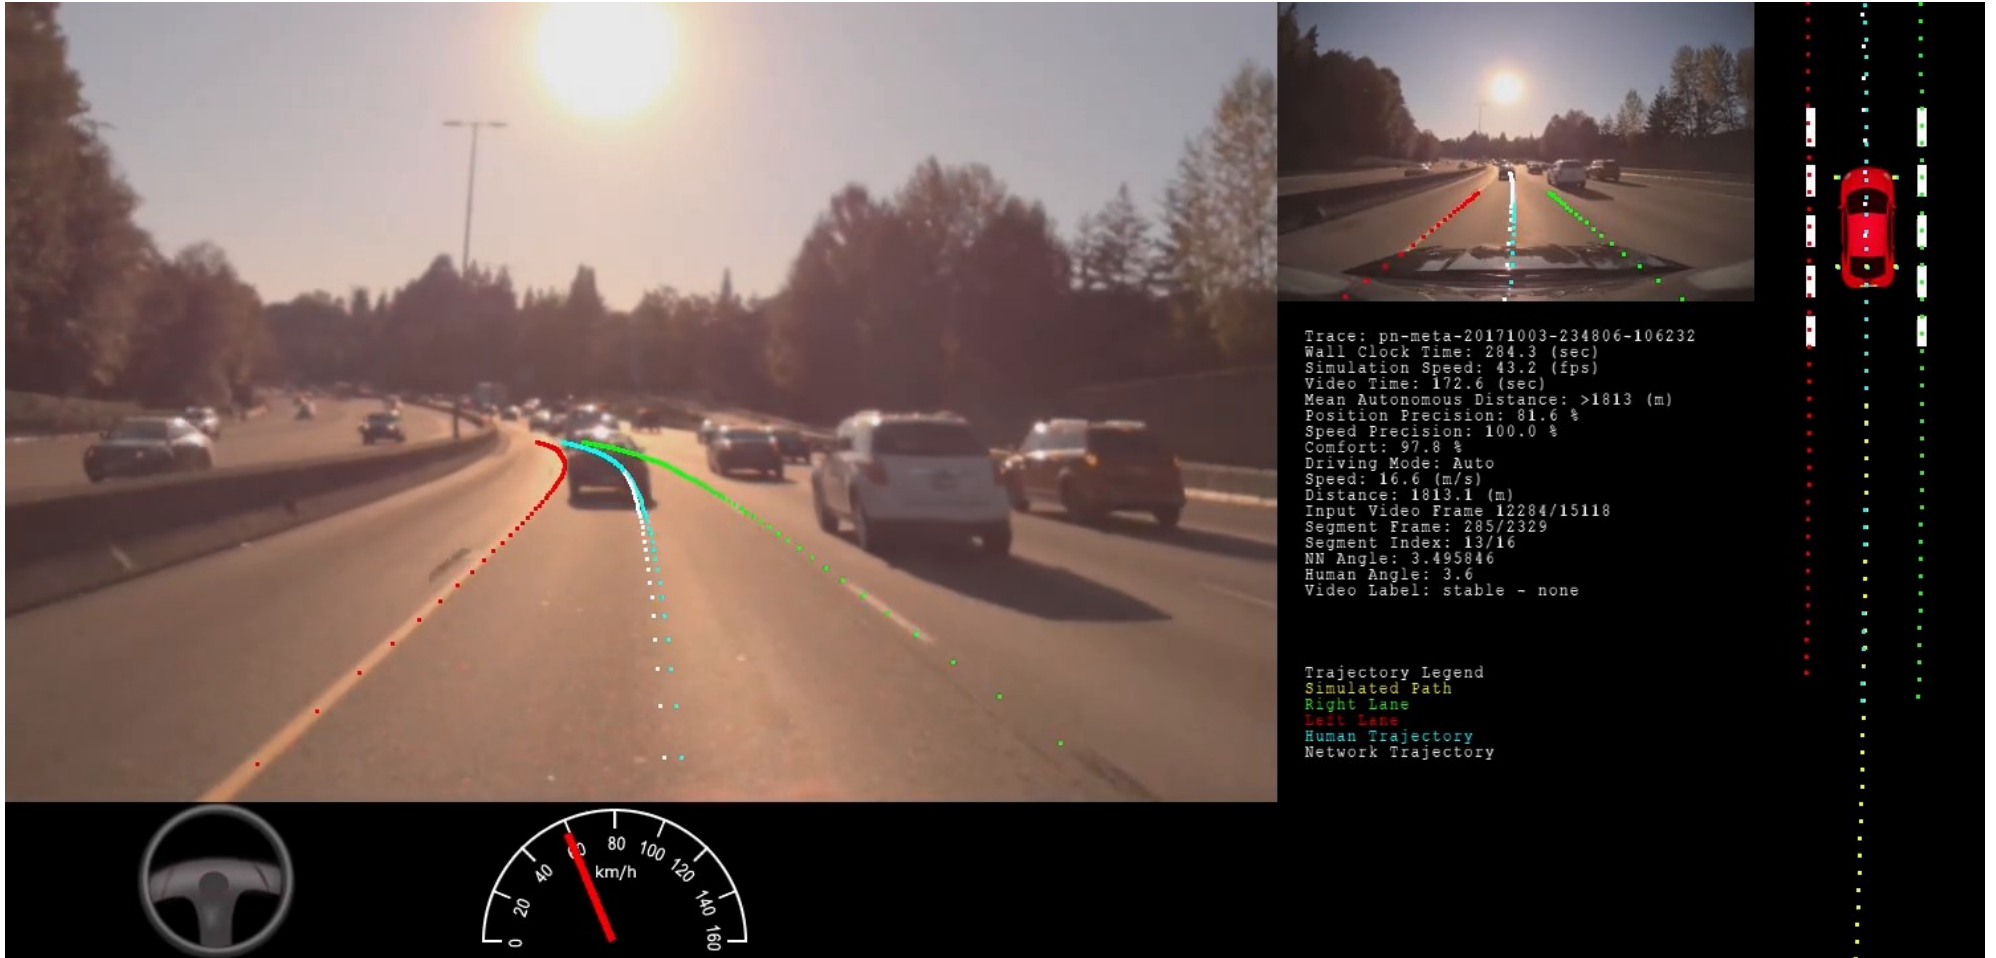 Trace: pn-meta-20171003-234806-106232
Wall Clock Time: 284.3 (sec)
Simulation Speed: 43.2 (fps)
Video Time: 172.6 (sec)
Mean Autonomous Distance: >1813 (m)
Position Precision: 81.6 %
Speed Precision: 100.0 %
Comfort: 97.8 %
Driving Mode: Auto
Speed: 16.6 (m/s)
Distance: 1813.1 (m)
Input Video Frame 12284/15118
Segment Frame: 285/2329
Segment Index: 13/16
NN Angle: 3.495846
Human Angle: 3.6
Video Label: stable - none
Trajectory Legend
Simulated Path
Right Lane
Left Lane
Human Trajectory
Network Trajectory
0
20
40
60
80
100
120
140
160
km/h